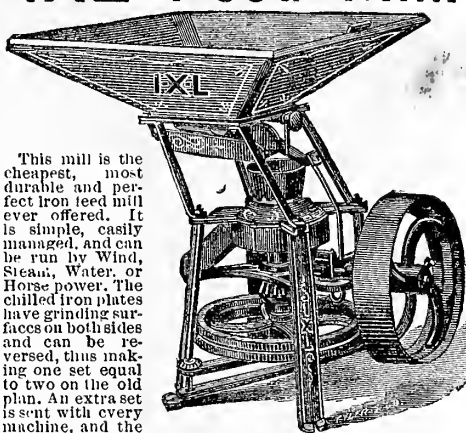 IXL
This mill is the
cheapest, most
durable and per-
fect iron feed mill
ever offered. It
is simple, easily
managed, and can
be run by Wind,
Steam, Water, or
Horse power. The
chilled iron plates
have grinding sur-
faces on both sides
and can be re-
versed, thus mak-
ing one set equal
to two on the old
plan. An extra set
is sent with every
machine, and the